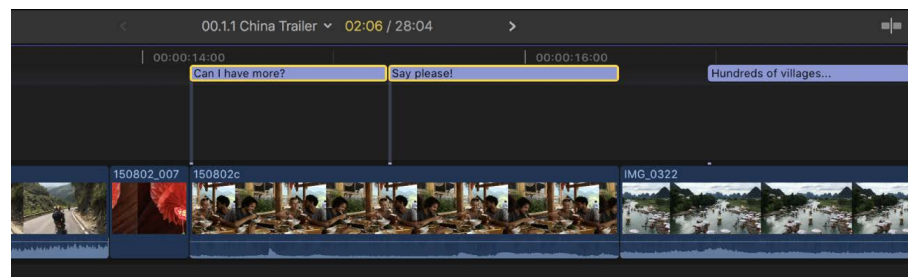 00.1.1 China Trailer 02:06 / 28:04
00:00:14:00 00:00:16:00
Can I have more? Say please! Hundreds of villages...
150802_007 150802c IMG_0322